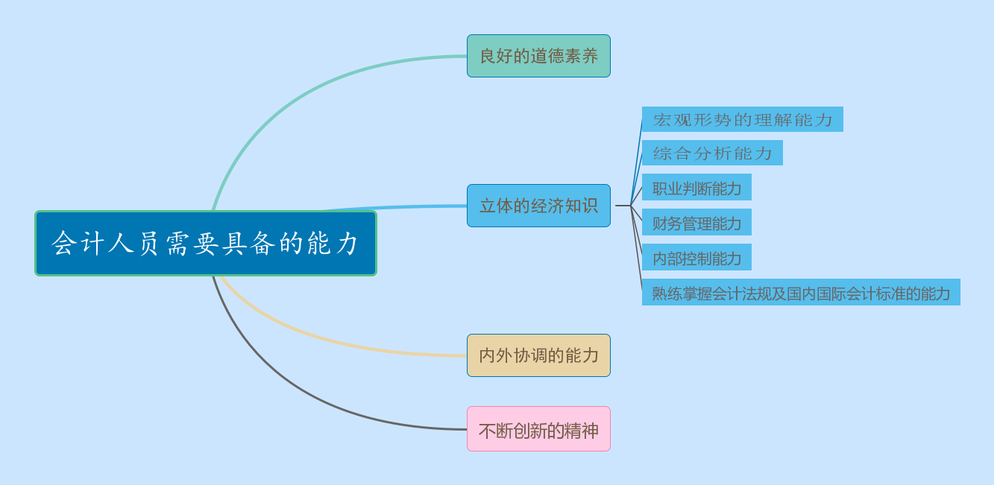 会计人员需要具备的能力
良好的道德素养
立体的经济知识
宏观形势的理解能力
综合分析能力
职业判断能力
财务管理能力
内部控制能力
熟练掌握会计法规及国内国际会计标准的能力
内外协调的能力
不断创新的精神